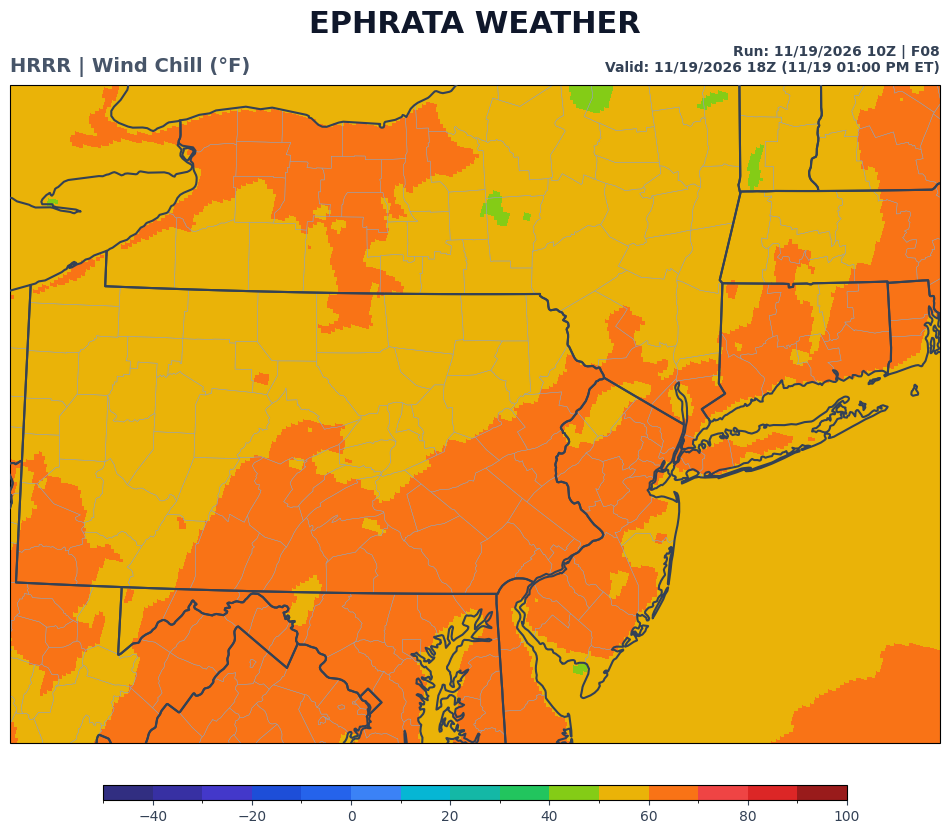 EPHRATA WEATHER
HRRR | Wind Chill (°F)
Run: 11/19/2026 10Z | F08
Valid: 11/19/2026 18Z (11/19 01:00 PM ET)
−40 −20 0 20 40 60 80 100